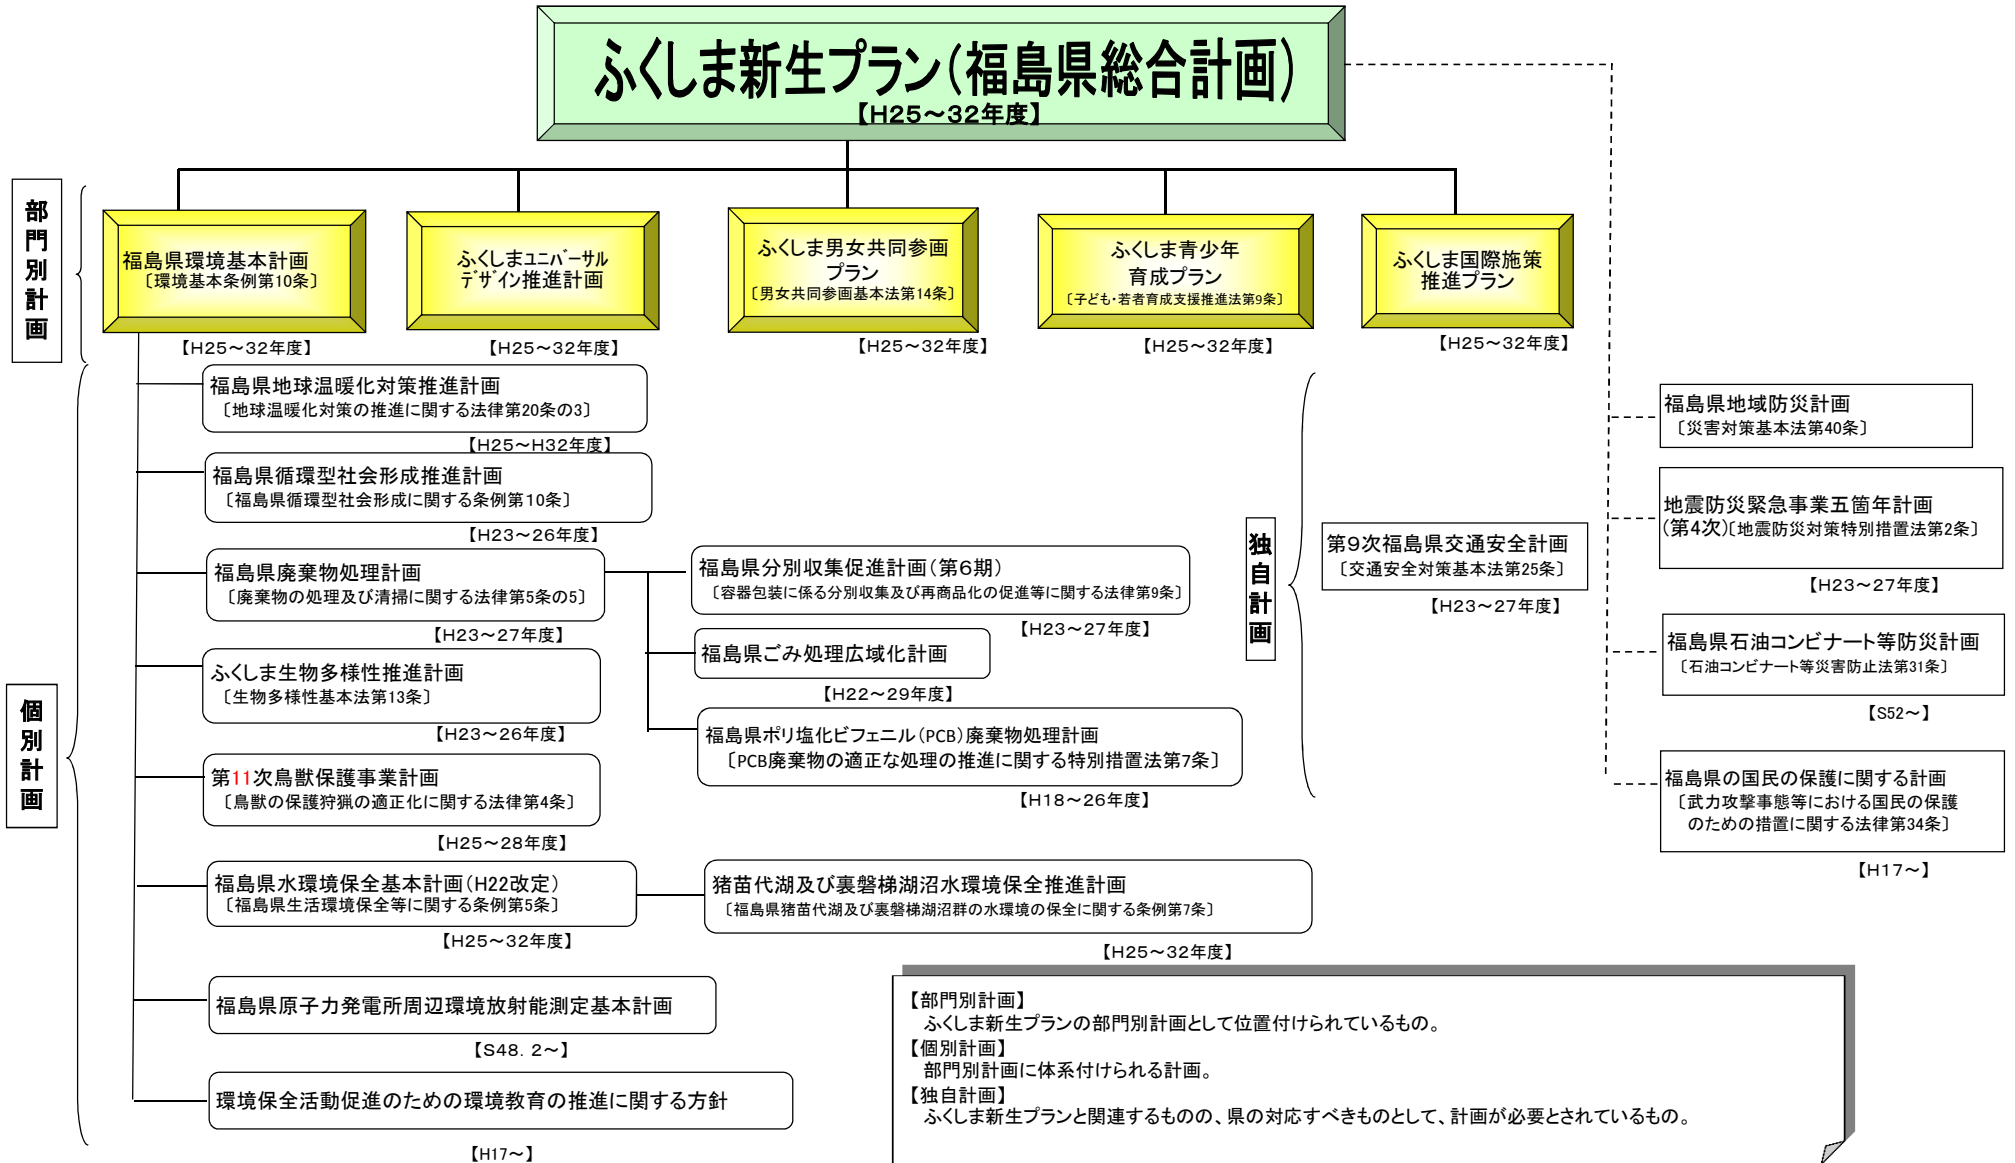 ふくしま新生プラン（福島県総合計画）
【H25～32年度】
部門別計画
福島県環境基本計画
〔環境基本条例第10条〕
【H25～32年度】
ふくしまユニバーサル
デザイン推進計画
【H25～32年度】
ふくしま男女共同参画
プラン
〔男女共同参画基本法第14条〕
【H25～32年度】
ふくしま青少年
育成プラン
〔子ども・若者育成支援推進法第9条〕
【H25～32年度】
ふくしま国際施策
推進プラン
【H25～32年度】
個別計画
福島県地球温暖化対策推進計画
〔地球温暖化対策の推進に関する法律第20条の3〕
【H25～H32年度】
福島県循環型社会形成推進計画
〔福島県循環型社会形成に関する条例第10条〕
【H23～26年度】
福島県廃棄物処理計画
〔廃棄物の処理及び清掃に関する法律第5条の5〕
【H23～27年度】
福島県分別収集促進計画（第6期）
〔容器包装に係る分別収集及び再商品化の促進等に関する法律第9条〕
【H23～27年度】
福島県ごみ処理広域化計画
【H22～29年度】
福島県ポリ塩化ビフェニル（PCB）廃棄物処理計画
〔PCB廃棄物の適正な処理の推進に関する特別措置法第7条〕
【H18～26年度】
ふくしま生物多様性推進計画
〔生物多様性基本法第13条〕
【H23～26年度】
第11次鳥獣保護事業計画
〔鳥獣の保護狩猟の適正化に関する法律第4条〕
【H25～28年度】
福島県水環境保全基本計画（H22改定）
〔福島県生活環境保全等に関する条例第5条〕
【H25～32年度】
猪苗代湖及び裏磐梯湖沼水環境保全推進計画
〔福島県猪苗代湖及び裏磐梯湖沼群の水環境の保全に関する条例第7条〕
【H25～32年度】
福島県原子力発電所周辺環境放射能測定基本計画
【S48．2～】
環境保全活動促進のための環境教育の推進に関する方針
【H17～】
独自計画
第９次福島県交通安全計画
〔交通安全対策基本法第25条〕
【H23～27年度】
福島県地域防災計画
〔災害対策基本法第40条〕
地震防災緊急事業五箇年計画
（第4次）〔地震防災対策特別措置法第2条〕
【H23～27年度】
福島県石油コンビナート等防災計画
〔石油コンビナート等災害防止法第31条〕
【S52～】
福島県の国民の保護に関する計画
〔武力攻撃事態等における国民の保護
のための措置に関する法律第34条〕
【H17～】
【部門別計画】
ふくしま新生プランの部門別計画として位置付けられているもの。
【個別計画】
部門別計画に体系付けられる計画。
【独自計画】
ふくしま新生プランと関連するものの、県の対応すべきものとして、計画が必要とされているもの。